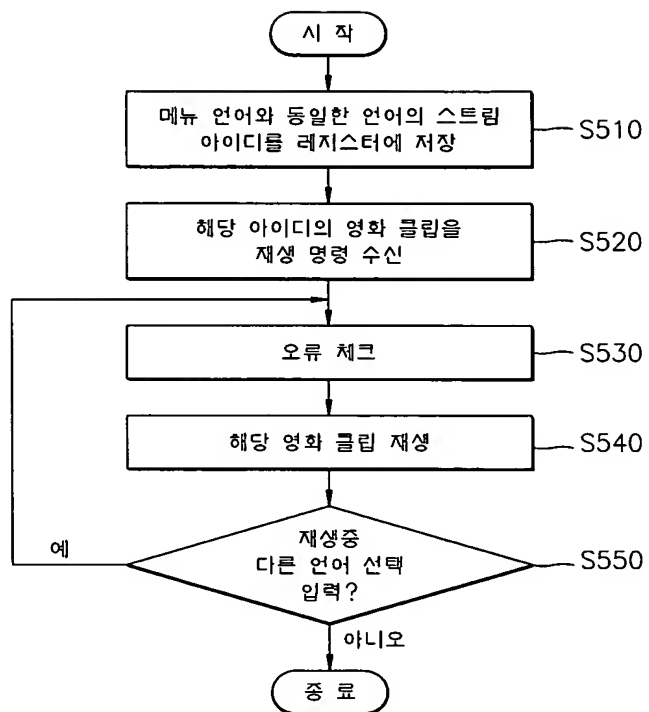 시 작
메뉴 언어와 동일한 언어의 스트림
아이디를 레지스터에 저장
S510
해당 아이디의 영화 클립을
재생 명령 수신
S520
오류 체크
S530
해당 영화 클립 재생
S540
재생중
다른 언어 선택
입력?
S550
예
아니오
종 료